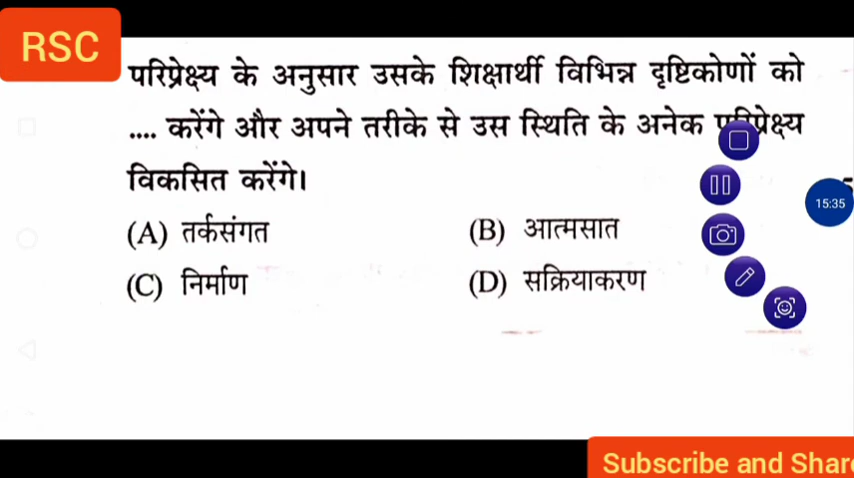 RSC
परिप्रेक्ष्य के अनुसार उसके शिक्षार्थी विभिन्न दृष्टिकोणों को
.... करेंगे और अपने तरीके से उस स्थिति के अनेक परिप्रेक्ष्य
विकसित करेंगे।
(A) तर्कसंगत (B) आत्मसात
(C) निर्माण (D) सक्रियाकरण
15:35
Subscribe and Shar